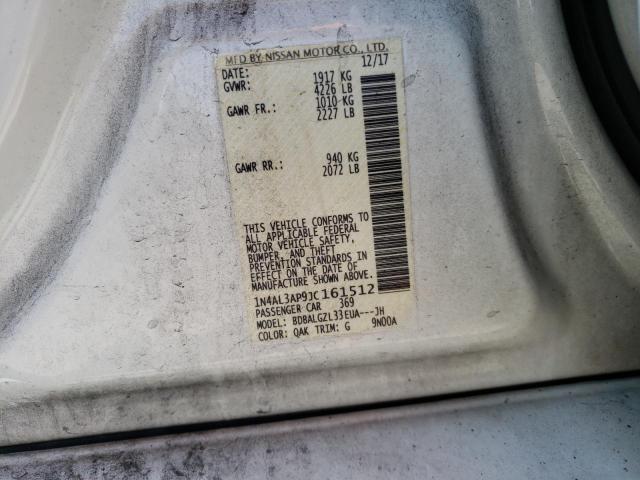 MFD BY NISSAN MOTOR CO., LTD.
DATE: 12/17
GVWR: 1917 KG
4226 LB
GAWR FR.: 1010 KG
2227 LB
GAWR RR.: 940 KG
2072 LB
THIS VEHICLE CONFORMS TO
ALL APPLICABLE FEDERAL
MOTOR VEHICLE SAFETY,
BUMPER, AND THEFT
PREVENTION STANDARDS IN
EFFECT ON THE DATE OF
MANUFACTURE SHOWN ABOVE.
1N4AL3AP9JC161512
PASSENGER CAR 369
MODEL: BDBALGZL33EUA---JH
COLOR: QAK TRIM: G 9N00A